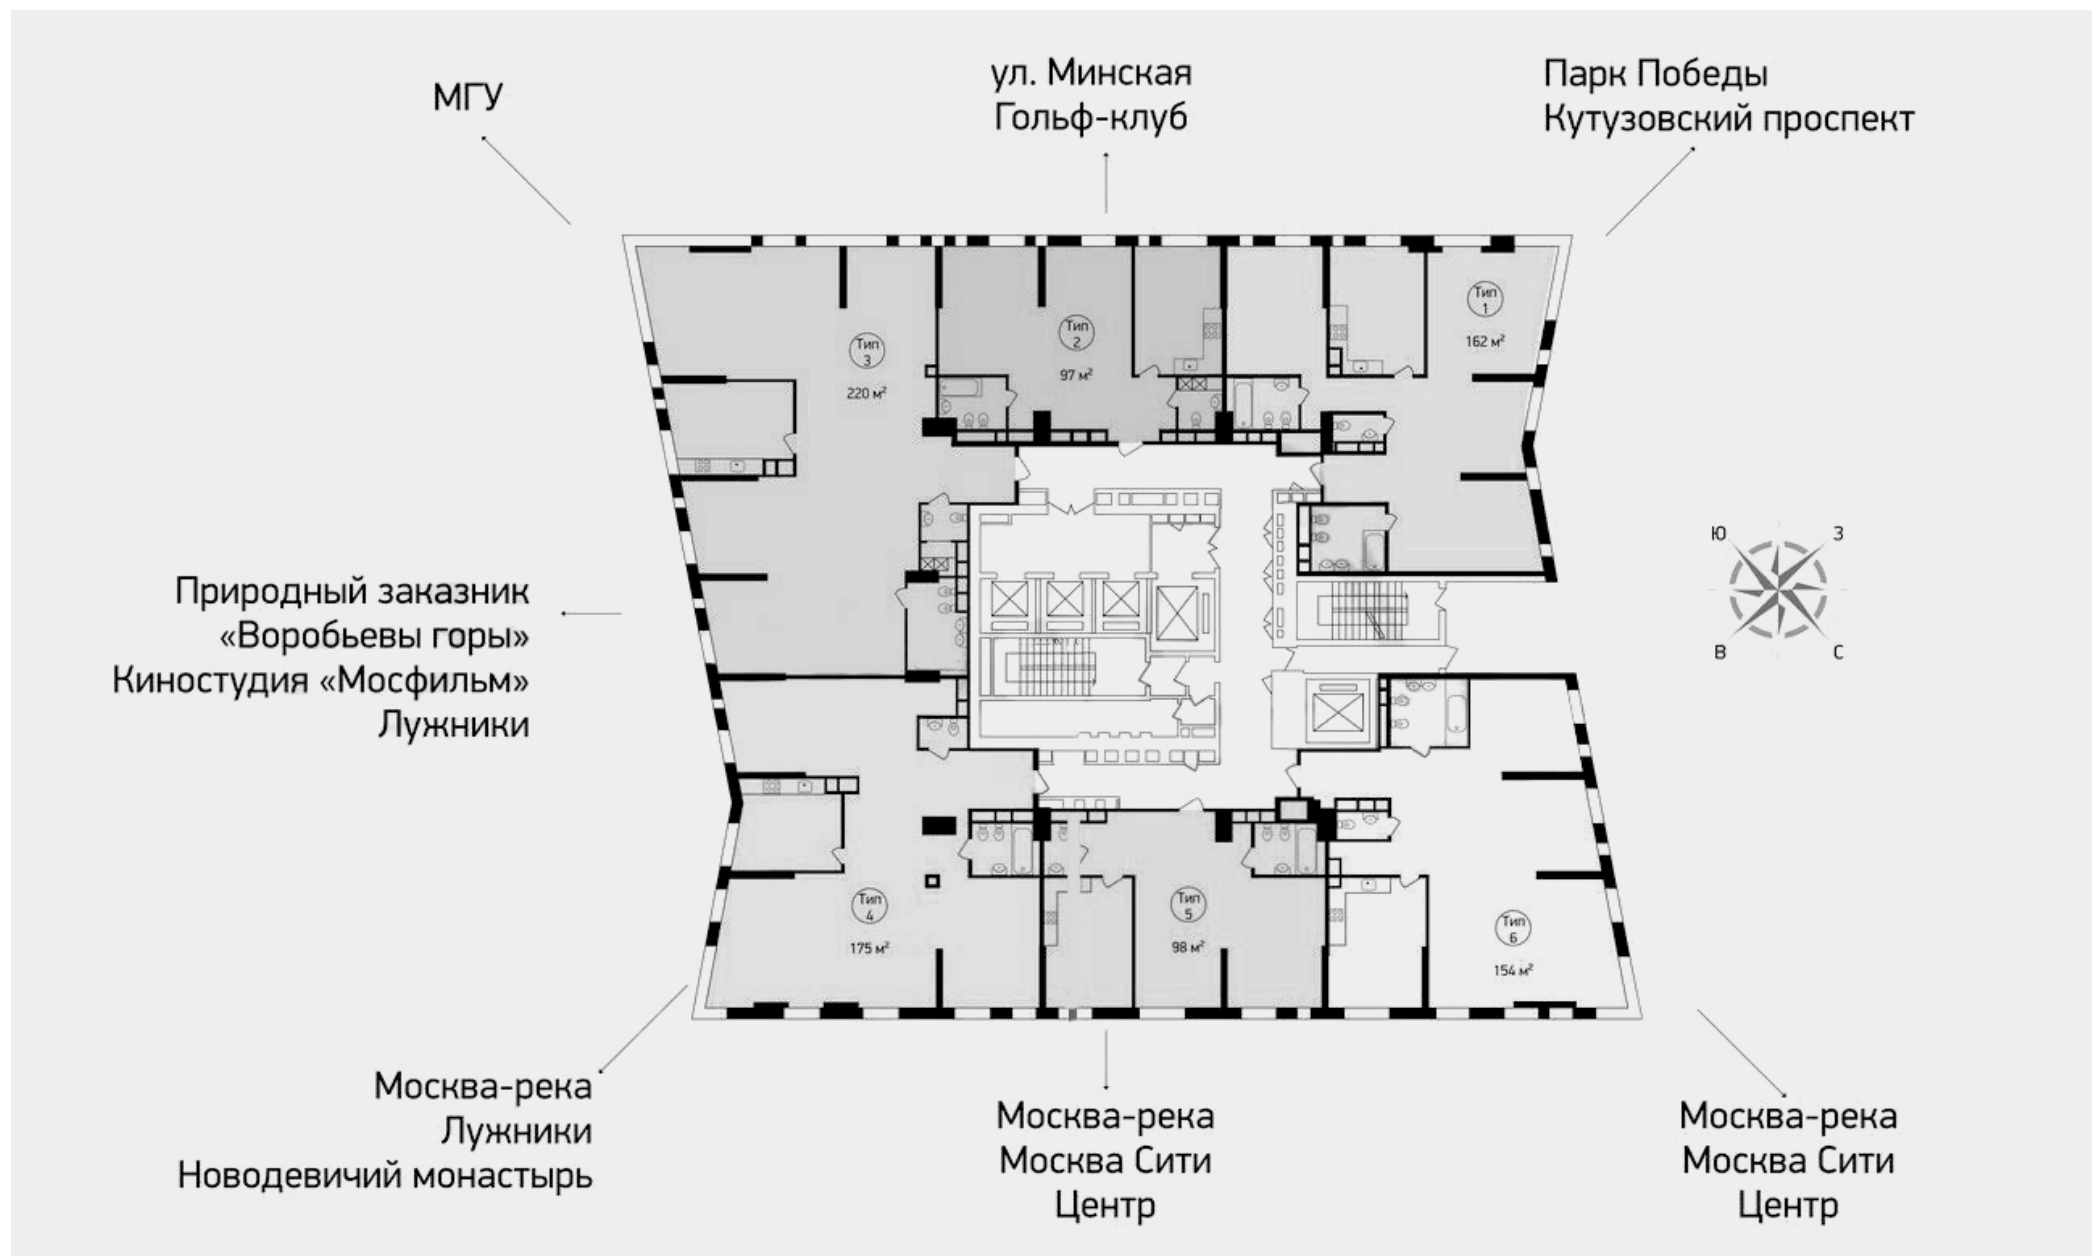 МГУ
ул. Минская
Гольф-клуб
Парк Победы
Кутузовский проспект
Тип
1
162 м²
Тип
2
97 м²
Тип
3
220 м²
Ю
З
В
С
Природный заказник
«Воробьевы горы»
Киностудия «Мосфильм»
Лужники
Тип
4
175 м²
Тип
5
98 м²
Тип
6
154 м²
Москва-река
Лужники
Новодевичий монастырь
Москва-река
Москва Сити
Центр
Москва-река
Москва Сити
Центр